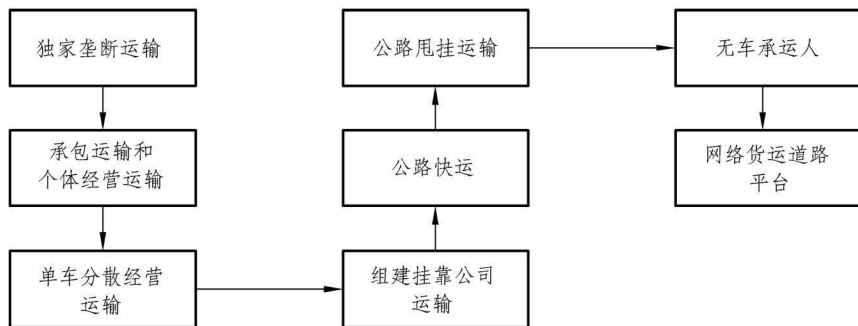 独家垄断运输
承包运输和
个体经营运输
单车分散经营
运输
组建挂靠公司
运输
公路快运
公路甩挂运输
无车承运人
网络货运道路
平台